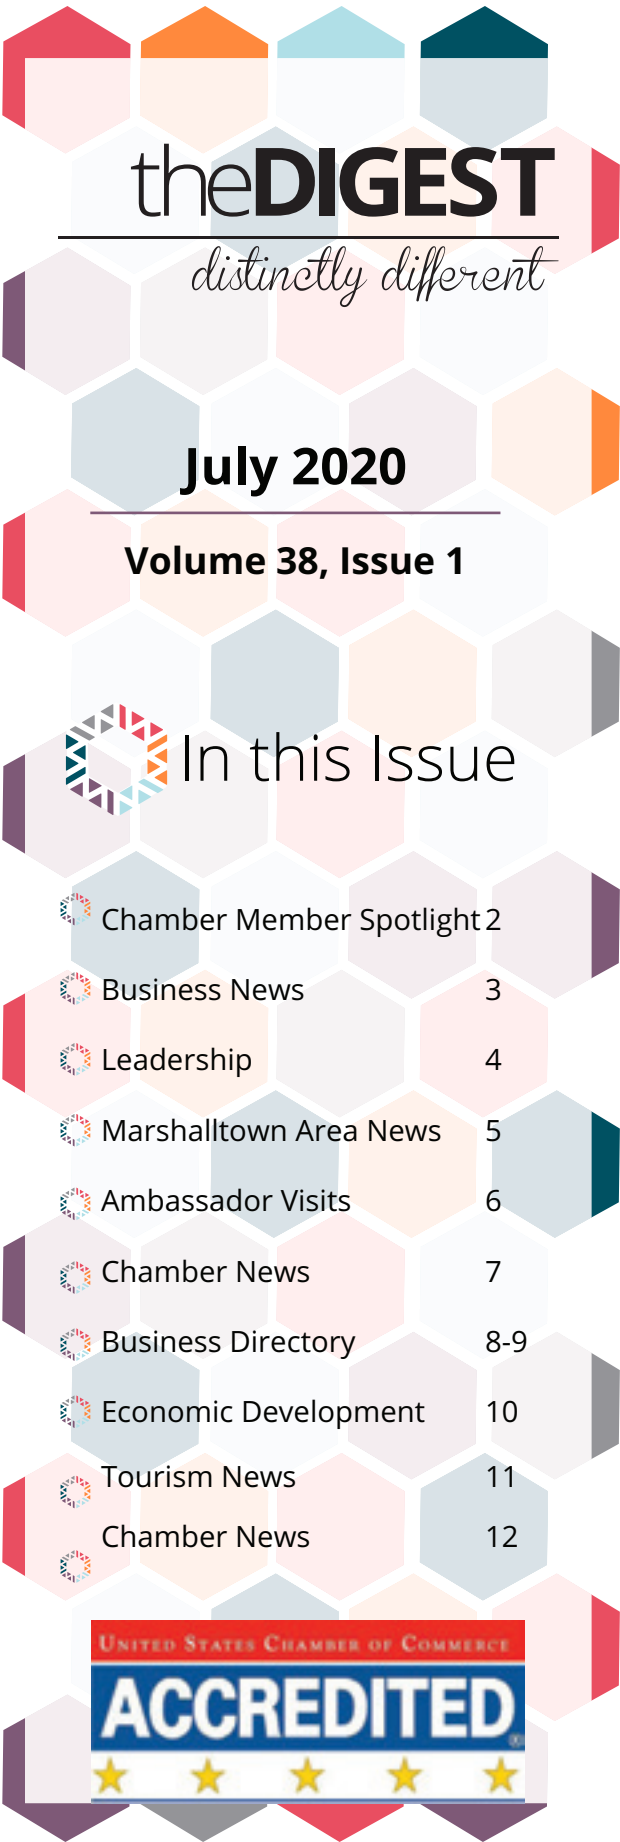 theDIGEST
distinctly different
July 2020
Volume 38, Issue 1
In this Issue
Chamber Member Spotlight 2
Business News 3
Leadership 4
Marshalltown Area News 5
Ambassador Visits 6
Chamber News 7
Business Directory 8-9
Economic Development 10
Tourism News 11
Chamber News 12
UNITED STATES CHAMBER OF COMMERCE
ACCREDITED®